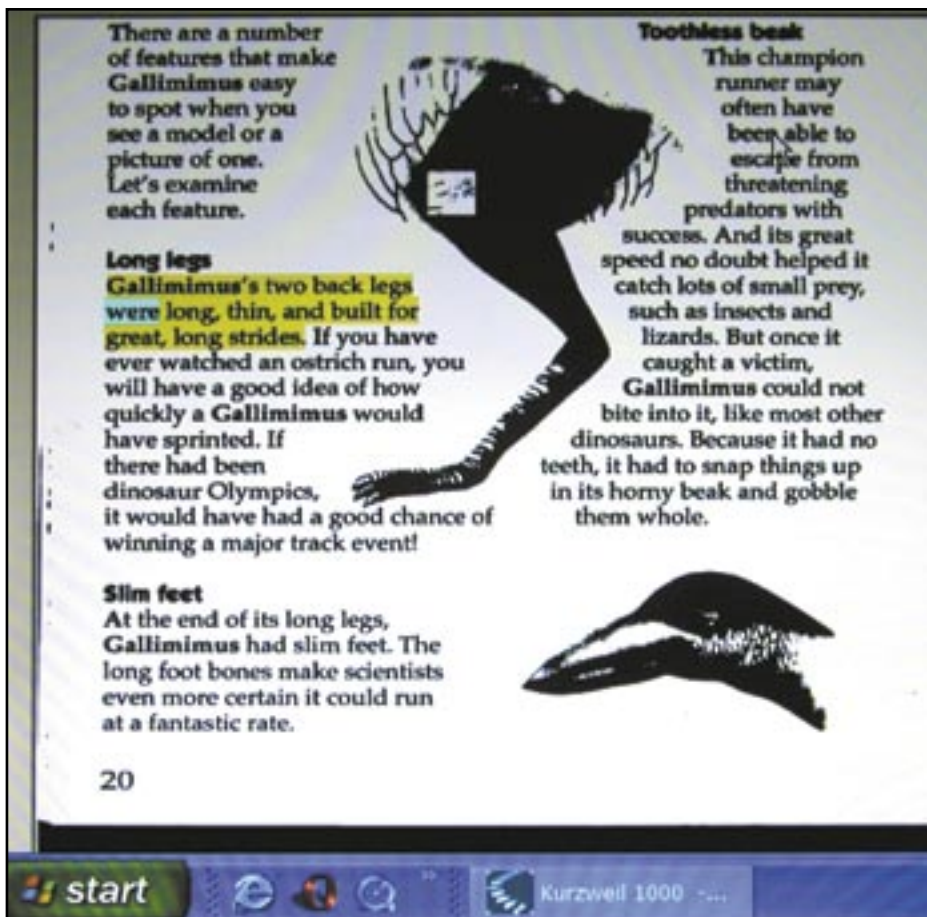 There are a number
of features that make
Gallimimus easy
to spot when you
see a model or a
picture of one.
Let's examine
each feature.
Long legs
Gallimimus's two back legs
were long, thin, and built for
great, long strides. If you have
ever watched an ostrich run, you
will have a good idea of how
quickly a Gallimimus would
have sprinted. If
there had been
dinosaur Olympics,
it would have had a good chance of
winning a major track event!
Slim feet
At the end of its long legs,
Gallimimus had slim feet. The
long foot bones make scientists
even more certain it could run
at a fantastic rate.
20
Toothless beak
This champion
runner may
often have
been able to
escape from
threatening
predators with
success. And its great
speed no doubt helped it
catch lots of small prey,
such as insects and
lizards. But once it
caught a victim,
Gallimimus could not
bite into it, like most other
dinosaurs. Because it had no
teeth, it had to snap things up
in its horny beak and gobble
them whole.
start
Kurzweil 1000 -...